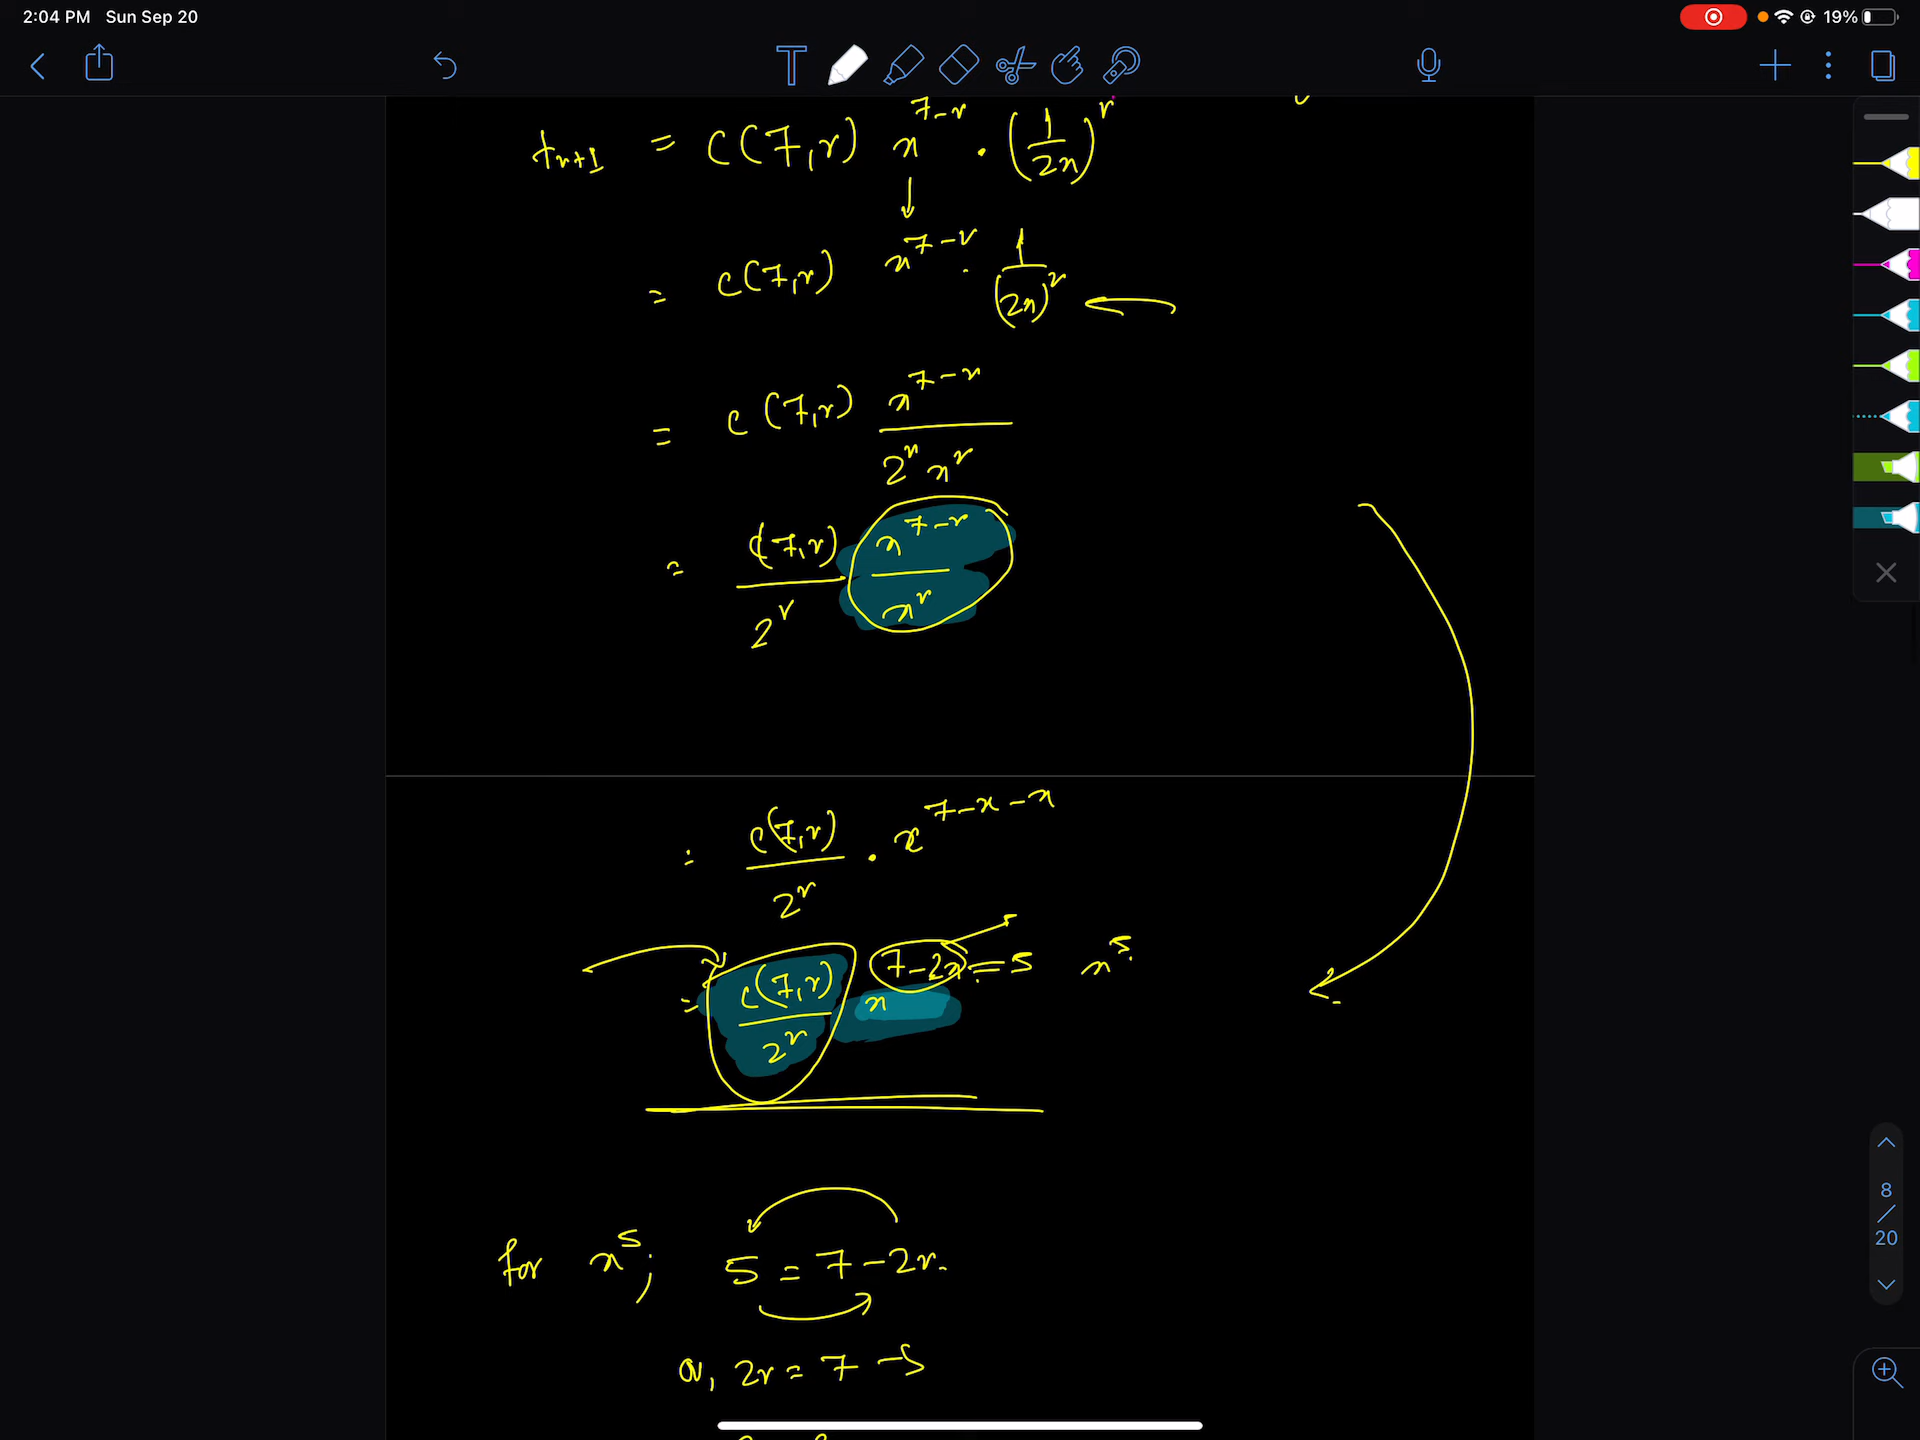 2:04 PM Sun Sep 20
19%
t_{r+1} = C(7,r) x^{7-r} · (1/2x)^r
= C(7,r) x^{7-r} · 1/(2x)^r
= C(7,r) x^{7-r}/2^r x^r
= C(7,r)/2^r x^{7-r}/x^r
= C(7,r)/2^r · x^{7-x-x}
= C(7,r)/2^r x^{7-2x} = 5 x^5
for x^5; 5 = 7-2r.
or, 2r = 7-5
8
/
20